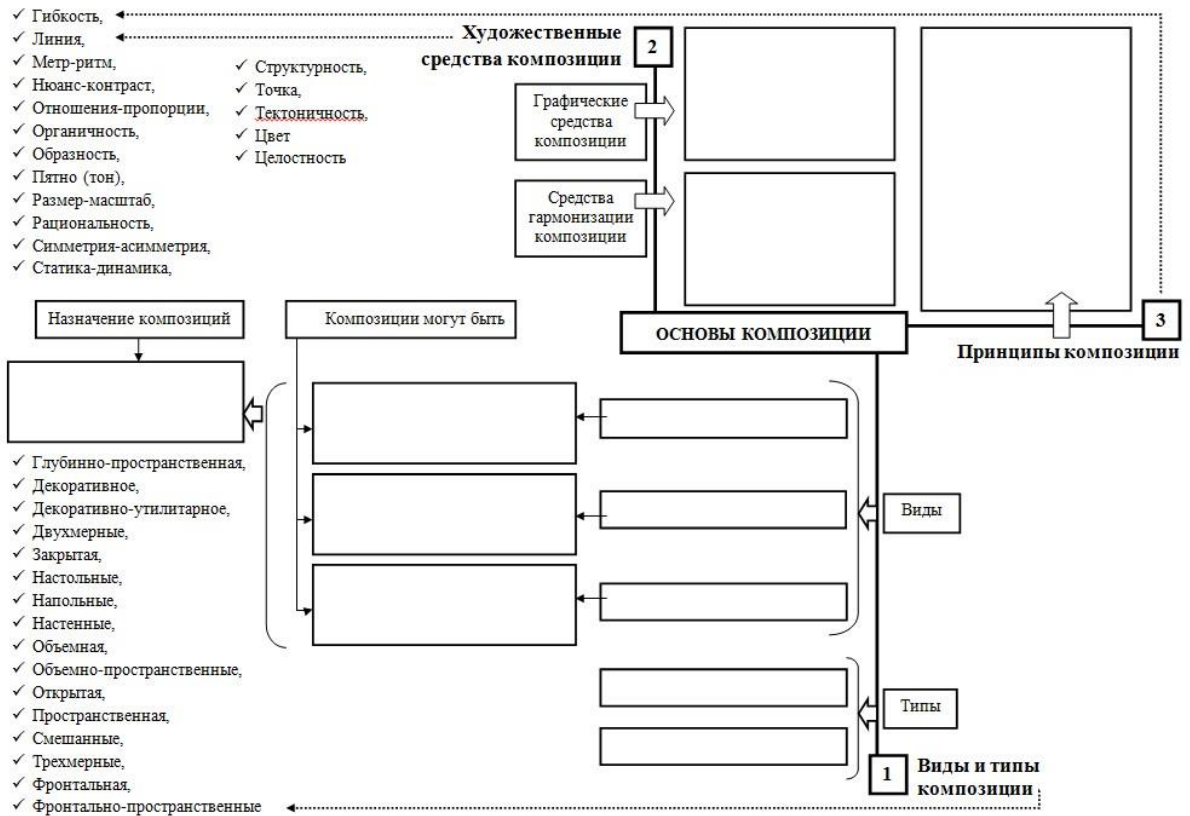 Гибкость,
Линия,
Метр-ритм,
Нюанс-контраст,
Отношения-пропорции,
Органичность,
Образность,
Пятно (тон),
Размер-масштаб,
Рациональность,
Симметрия-асимметрия,
Статика-динамика,
Структурность,
Точка,
Тектоничность,
Цвет
Целостность
Художественные
средства композиции
2
Графические
средства
композиции
Средства
гармонизации
композиции
3
Принципы композиции
ОСНОВЫ КОМПОЗИЦИИ
Назначение композиций
Композиции могут быть
Глубинно-пространственная,
Декоративное,
Декоративно-утилитарное,
Двухмерные,
Закрытая,
Настольные,
Напольные,
Настенные,
Объемная,
Объемно-пространственные,
Открытая,
Пространственная,
Смешанные,
Трехмерные,
Фронтальная,
Фронтально-пространственные
Виды
Типы
1
Виды и типы
композиции